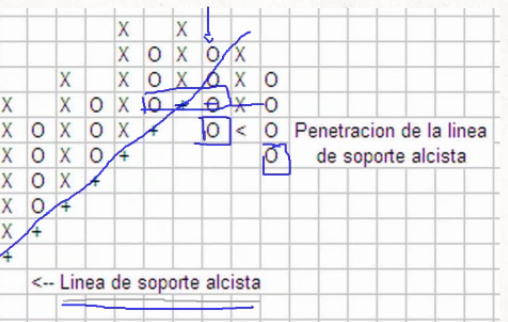 X X
X O X O X
X X O X O X O
X X O X O + O X O
X O X O X + O < O Penetracion de la linea
X O X O + O de soporte alcista
X O X +
X O +
X +
+
<-- Linea de soporte alcista